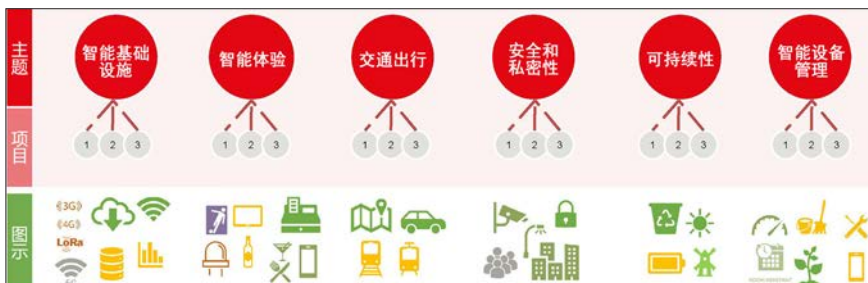 主题
智能基础
设施
智能体验
交通出行
安全和
私密性
可持续性
智能设备
管理
项目
1 2 3
1 2 3
1 2 3
1 2 3
1 2 3
1 2 3
图示
3G
4G
LoRa
5G
ROOM ASSISTANT